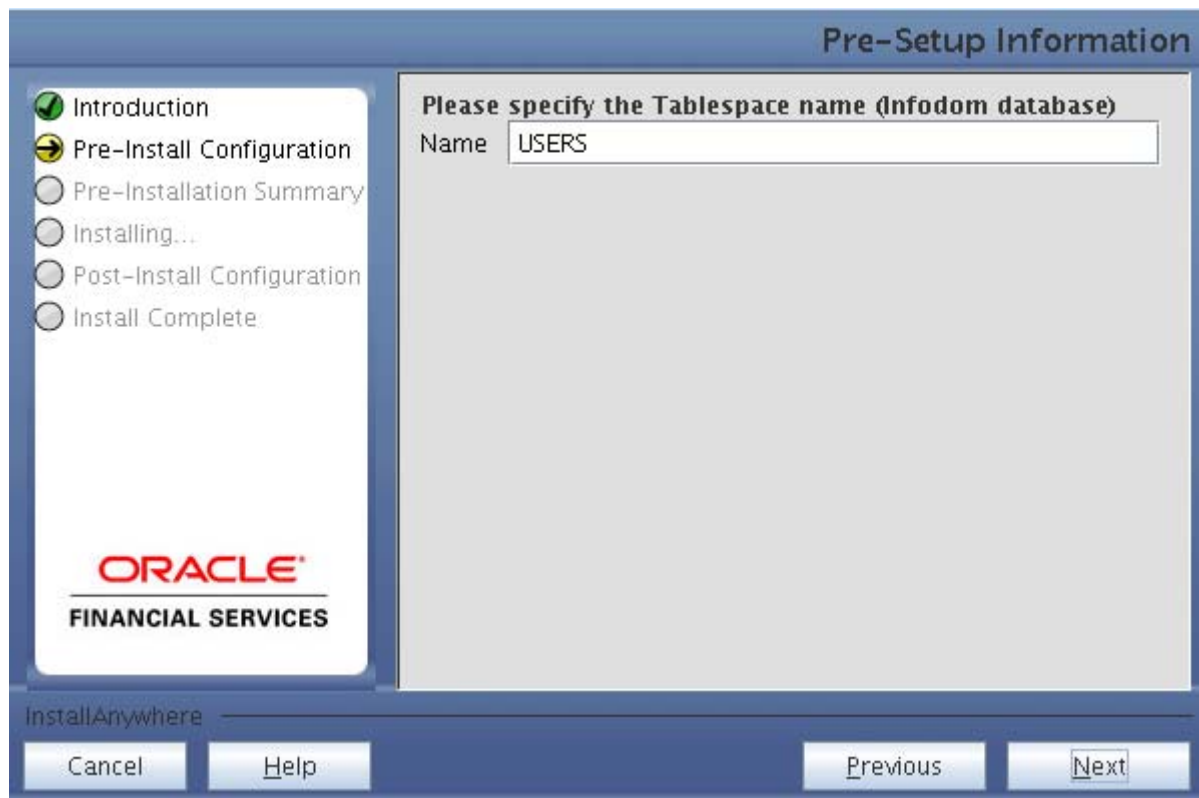 Pre-Setup Information
Introduction
Pre-Install Configuration
Pre-Installation Summary
Installing...
Post-Install Configuration
Install Complete
ORACLE
FINANCIAL SERVICES
Please specify the Tablespace name (Infodom database)
Name USERS
InstallAnywhere
Cancel Help Previous Next